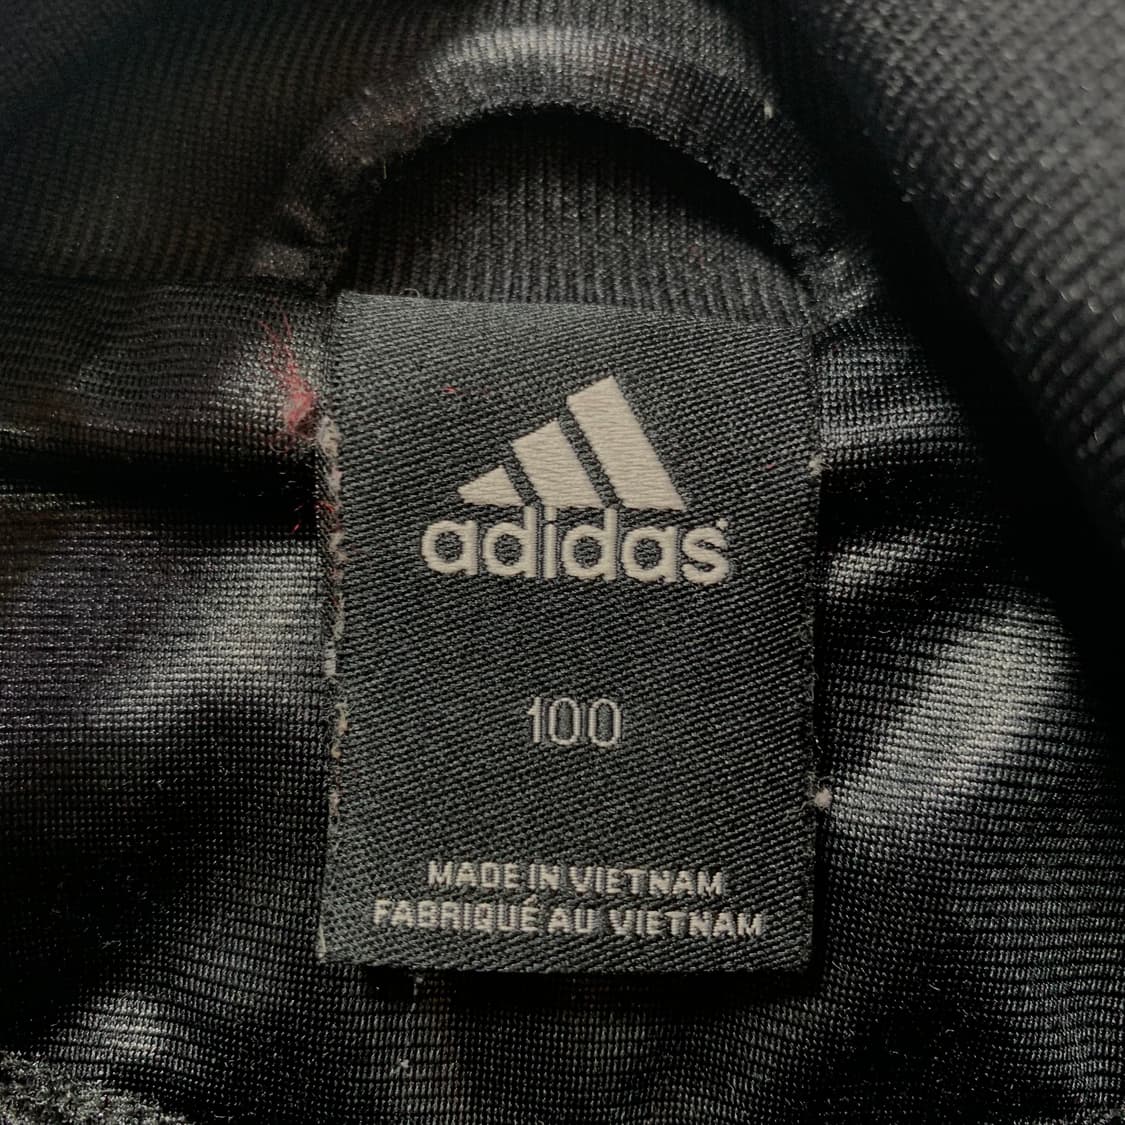 adidas
100
MADE IN VIETNAM
FABRIQUÉ AU VIETNAM